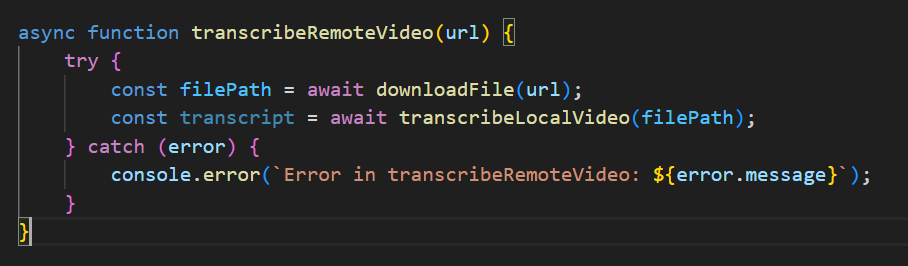 async function transcribeRemoteVideo(url) {
    try {
        const filePath = await downloadFile(url);
        const transcript = await transcribeLocalVideo(filePath);
    } catch (error) {
        console.error(`Error in transcribeRemoteVideo: ${error.message}`);
    }
}